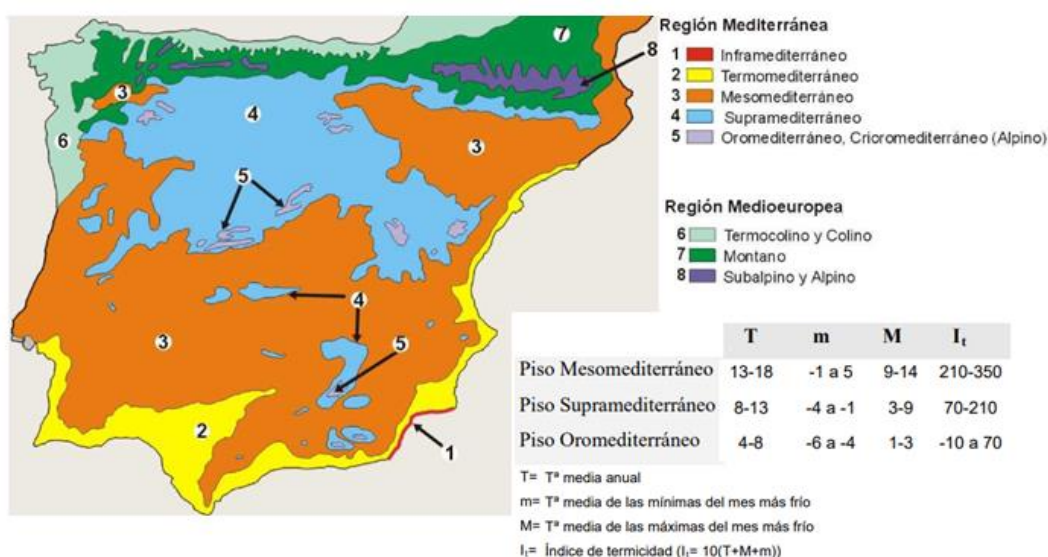 Región Mediterránea
1 Inframediterráneo
2 Termomediterráneo
3 Mesomediterráneo
4 Supramediterráneo
5 Oromediterráneo, Crioromediterráneo (Alpino)
Región Medioeuropea
6 Termocolino y Colino
7 Montano
8 Subalpino y Alpino
7
8
3
4
6
3
5
4
3
5
2
1
T m M It
Piso Mesomediterráneo 13-18 -1 a 5 9-14 210-350
Piso Supramediterráneo 8-13 -4 a -1 3-9 70-210
Piso Oromediterráneo 4-8 -6 a -4 1-3 -10 a 70
T= Tª media anual
m= Tª media de las mínimas del mes más frío
M= Tª media de las máximas del mes más frío
It= Índice de termicidad (It= 10(T+M+m))